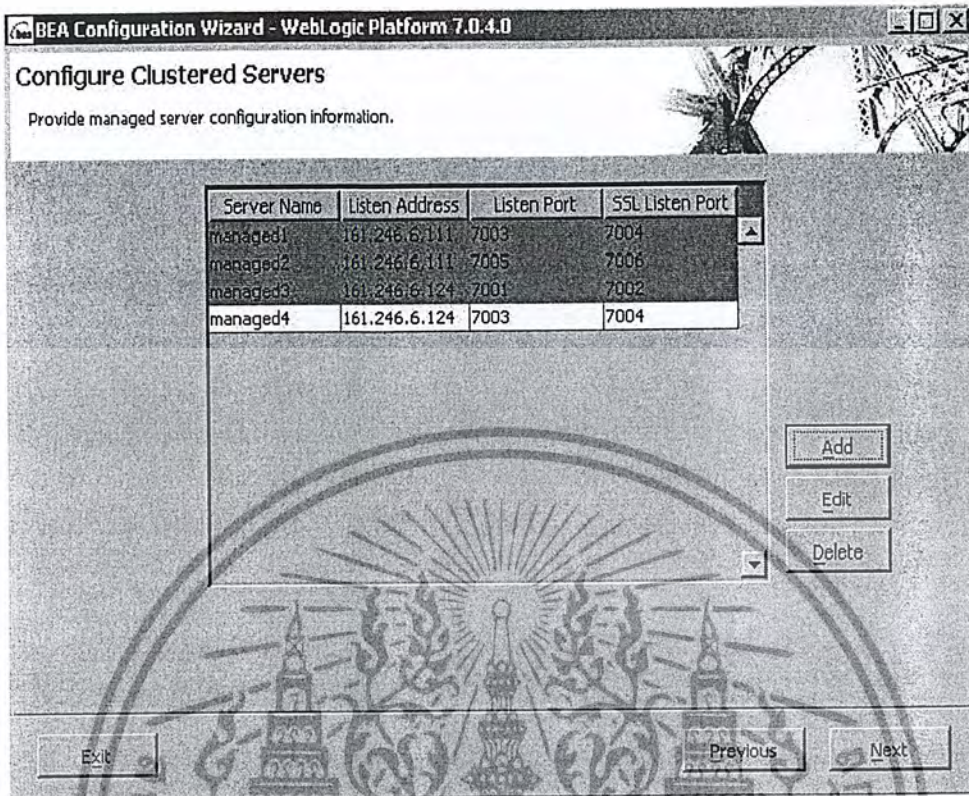 BEA Configuration Wizard - WebLogic Platform 7.0.4.0
Configure Clustered Servers
Provide managed server configuration information.
Server Name Listen Address Listen Port SSL Listen Port
managed1 161.246.6.111 7003 7004
managed2 161.246.6.111 7005 7006
managed3 161.246.6.124 7001 7002
managed4 161.246.6.124 7003 7004
Add
Edit
Delete
Exit
Previous
Next